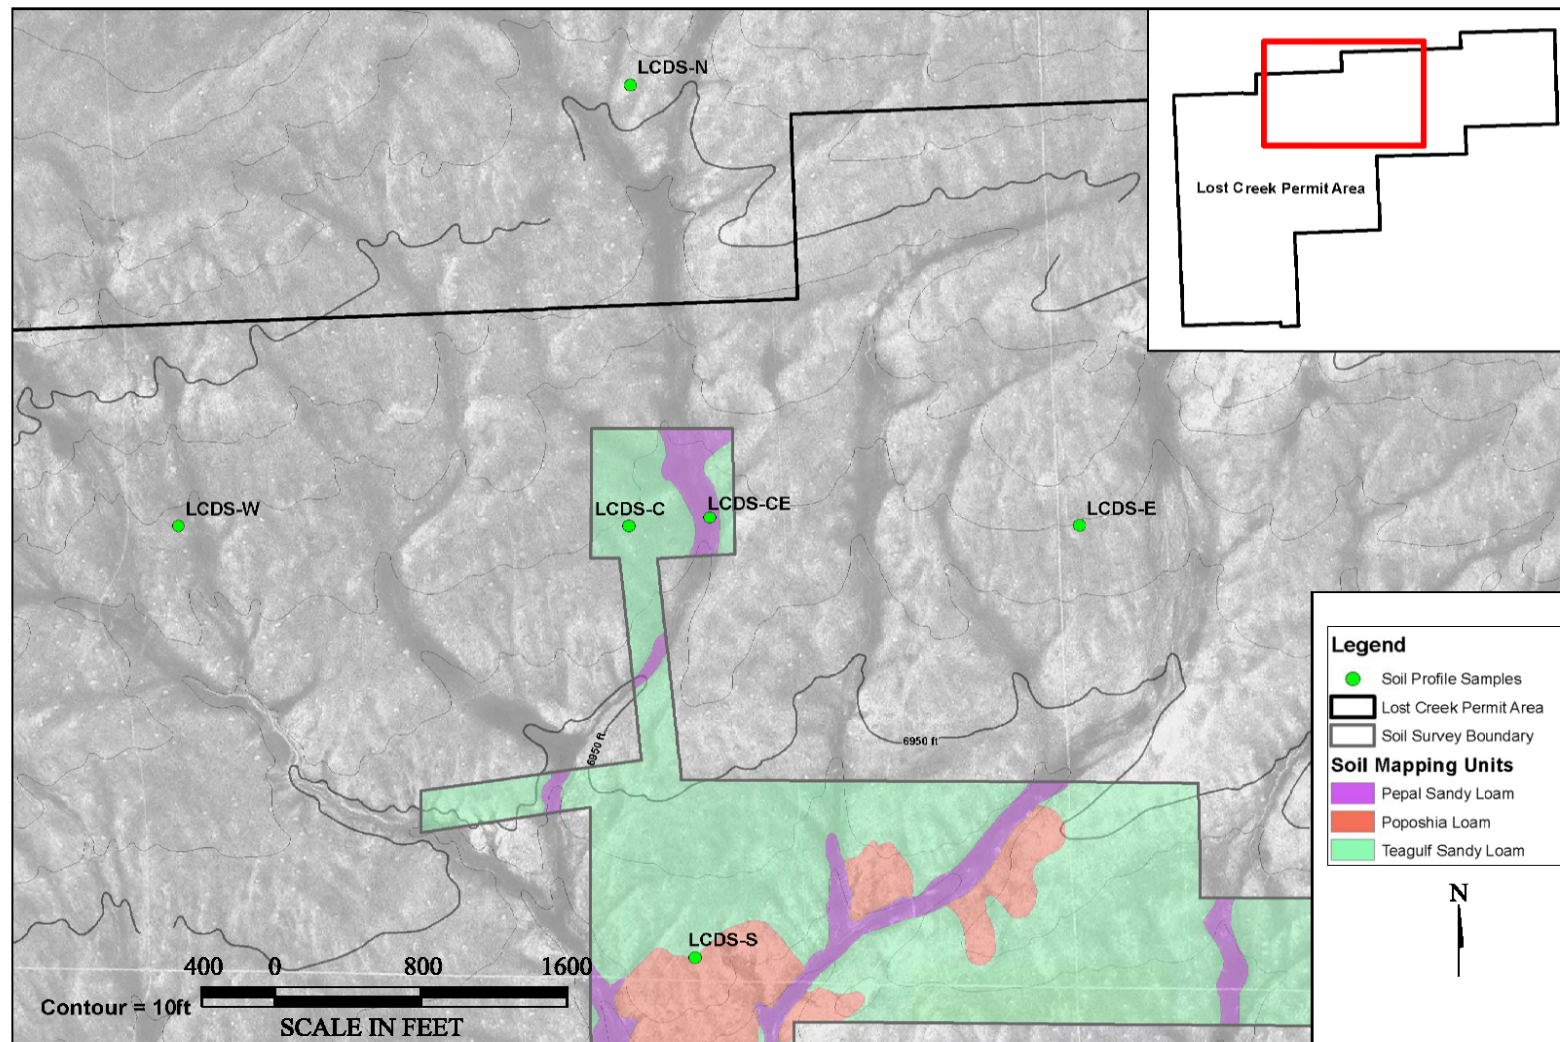 LCDS-N
Lost Creek Permit Area
LCDS-W
LCDS-C
LCDS-CE
LCDS-E
6950 ft
6950 ft
Legend
Soil Profile Samples
Lost Creek Permit Area
Soil Survey Boundary
Soil Mapping Units
Pepal Sandy Loam
Poposhia Loam
Teagulf Sandy Loam
N
LCDS-S
400 0 800 1600
Contour = 10ft
SCALE IN FEET